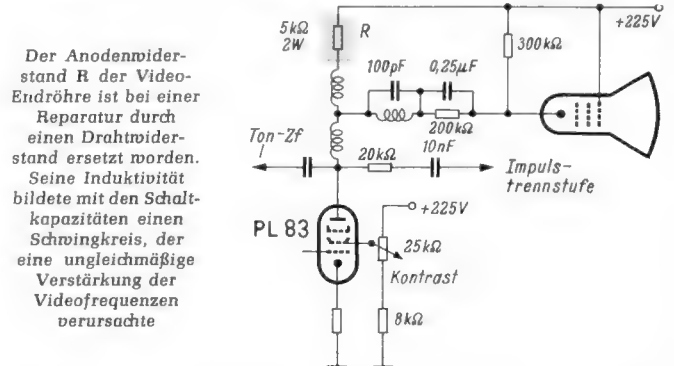 Der Anodenwider-
stand R der Video-
Endröhre ist bei einer
Reparatur durch
einen Drahtwider-
stand ersetzt worden.
Seine Induktivität
bildete mit den Schalt-
kapazitäten einen
Schwingkreis, der
eine ungleichmäßige
Verstärkung der
Videofrequenzen
verursachte
5kΩ
2W
R
+225V
300kΩ
100pF
0,25µF
200kΩ
Ton-Zf
20kΩ
10nF
Impuls-
trennstufe
+225V
PL 83
25kΩ
Kontrast
8kΩ